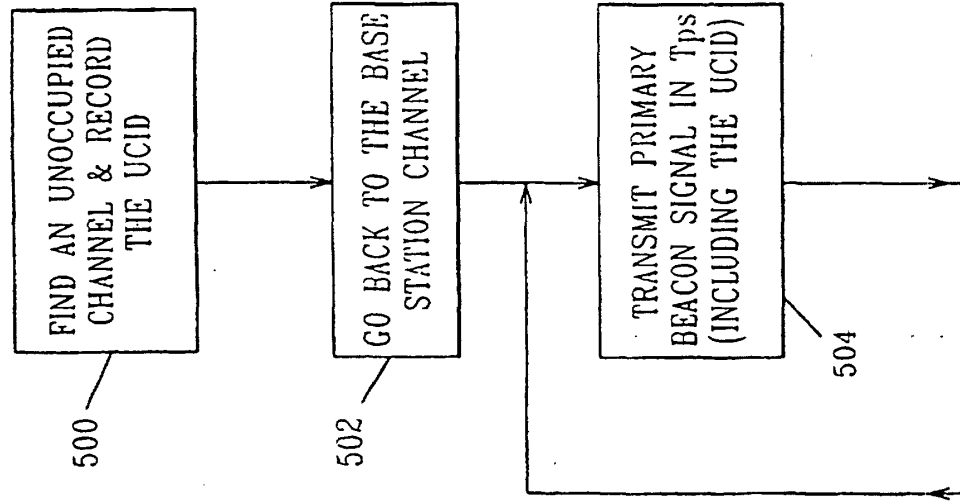 FIND AN UNOCCUPIED
CHANNEL & RECORD
THE UCID
500
GO BACK TO THE BASE
STATION CHANNEL
502
TRANSMIT PRIMARY
BEACON SIGNAL IN Tps
(INCLUDING THE UCID)
504